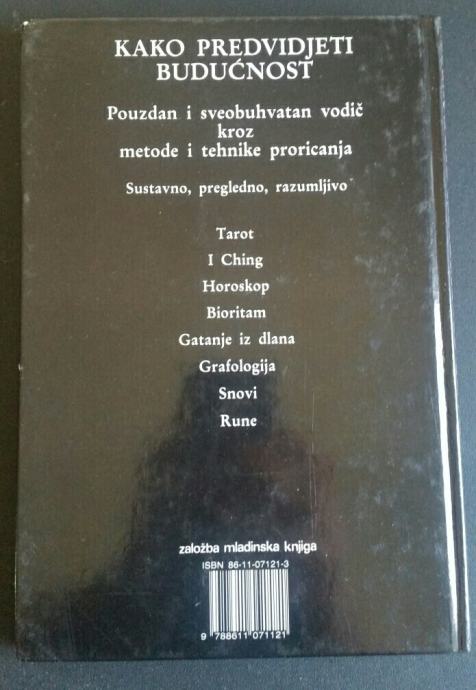 KAKO PREDVIDJETI
BUDUĆNOST
Pouzdan i sveobuhvatan vodič
kroz
metode i tehnike proricanja
Sustavno, pregledno, razumljivo
Tarot
I Ching
Horoskop
Bioritam
Gatanje iz dlana
Grafologija
Snovi
Rune
založba mladinska knjiga
ISBN 86-11-07121-3
9 788611 071121